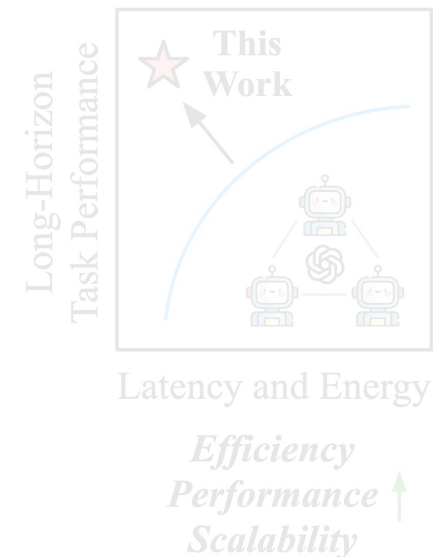 Long-Horizon
Task Performance
This
Work
Latency and Energy
Efficiency
Performance
Scalability